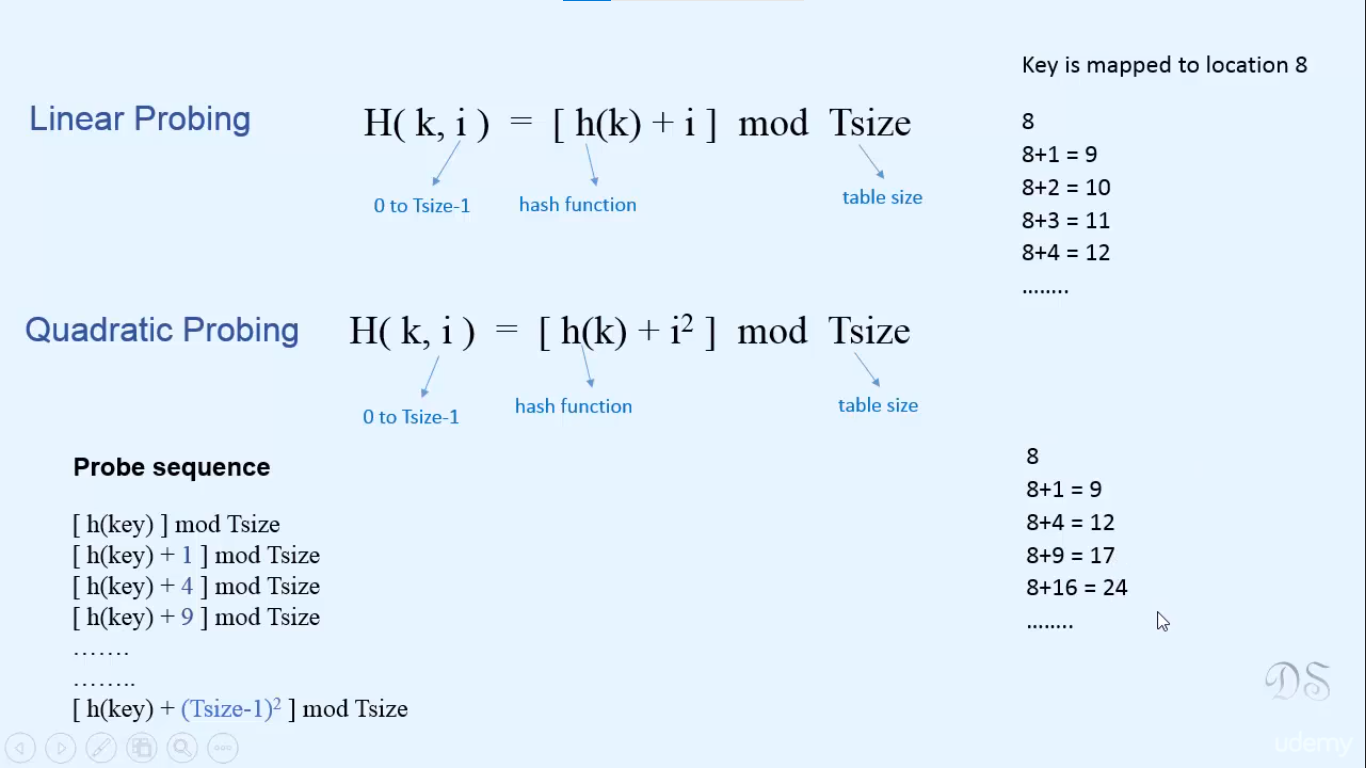 Key is mapped to location 8
Linear Probing
H( k, i ) = [ h(k) + i ] mod Tsize
0 to Tsize-1
hash function
table size
8
8+1 = 9
8+2 = 10
8+3 = 11
8+4 = 12
........
Quadratic Probing
H( k, i ) = [ h(k) + i² ] mod Tsize
0 to Tsize-1
hash function
table size
Probe sequence
[ h(key) ] mod Tsize
[ h(key) + 1 ] mod Tsize
[ h(key) + 4 ] mod Tsize
[ h(key) + 9 ] mod Tsize
.......
........
[ h(key) + (Tsize-1)² ] mod Tsize
8
8+1 = 9
8+4 = 12
8+9 = 17
8+16 = 24
........
DS
udemy